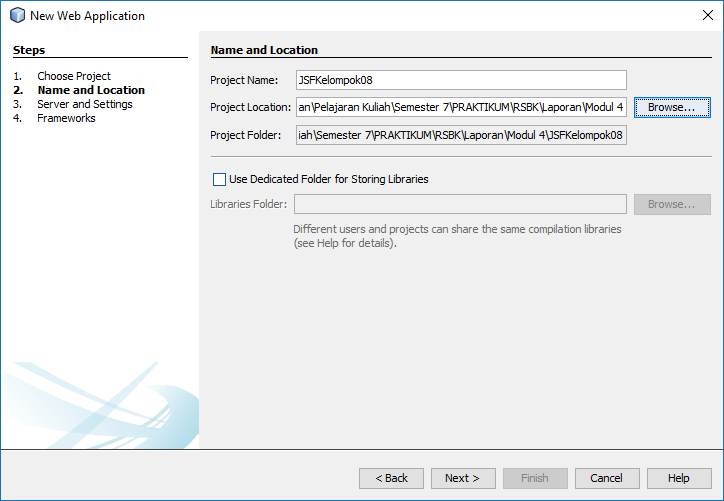 New Web Application
Steps
1. Choose Project
2. Name and Location
3. Server and Settings
4. Frameworks
Name and Location
Project Name: JSFKelompok08
Project Location: an\Pelajaran Kuliah\Semester 7\PRAKTIKUM\RSBK\Laporan\Modul 4 Browse...
Project Folder: iah\Semester 7\PRAKTIKUM\RSBK\Laporan\Modul 4\JSFKelompok08
Use Dedicated Folder for Storing Libraries
Libraries Folder: Browse...
Different users and projects can share the same compilation libraries
(see Help for details).
< Back Next > Finish Cancel Help